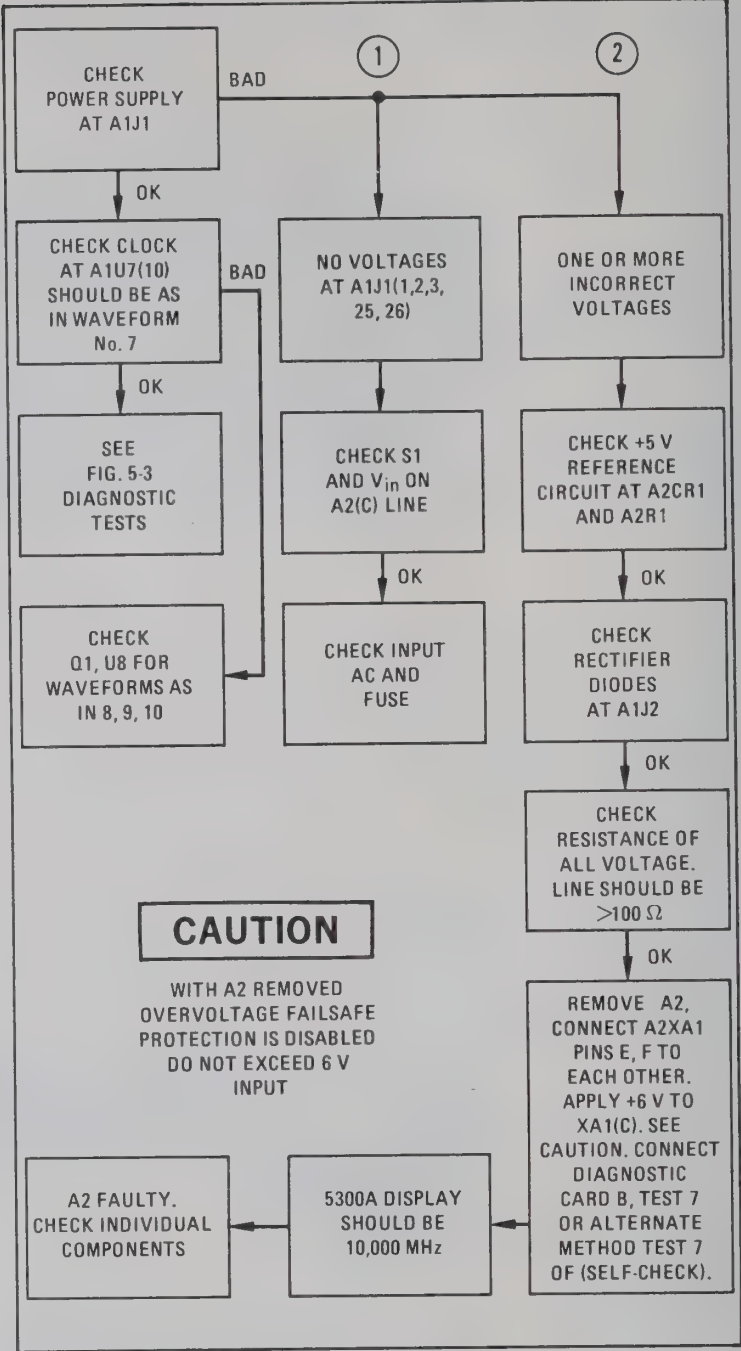 CHECK
POWER SUPPLY
AT A1J1
BAD
1
2
OK
CHECK CLOCK
AT A1U7(10)
SHOULD BE AS
IN WAVEFORM
No. 7
BAD
NO VOLTAGES
AT A1J1(1,2,3,
25, 26)
ONE OR MORE
INCORRECT
VOLTAGES
OK
SEE
FIG. 5-3
DIAGNOSTIC
TESTS
CHECK S1
AND Vin ON
A2(C) LINE
CHECK +5 V
REFERENCE
CIRCUIT AT A2CR1
AND A2R1
OK
OK
CHECK
Q1, U8 FOR
WAVEFORMS AS
IN 8, 9, 10
CHECK INPUT
AC AND
FUSE
CHECK
RECTIFIER
DIODES
AT A1J2
OK
CHECK
RESISTANCE OF
ALL VOLTAGE.
LINE SHOULD BE
>100 Ω
OK
CAUTION
WITH A2 REMOVED
OVERVOLTAGE FAILSAFE
PROTECTION IS DISABLED
DO NOT EXCEED 6 V
INPUT
REMOVE A2,
CONNECT A2XA1
PINS E, F TO
EACH OTHER.
APPLY +6 V TO
XA1(C). SEE
CAUTION. CONNECT
DIAGNOSTIC
CARD B, TEST 7
OR ALTERNATE
METHOD TEST 7
OF (SELF-CHECK).
5300A DISPLAY
SHOULD BE
10,000 MHz
A2 FAULTY.
CHECK INDIVIDUAL
COMPONENTS